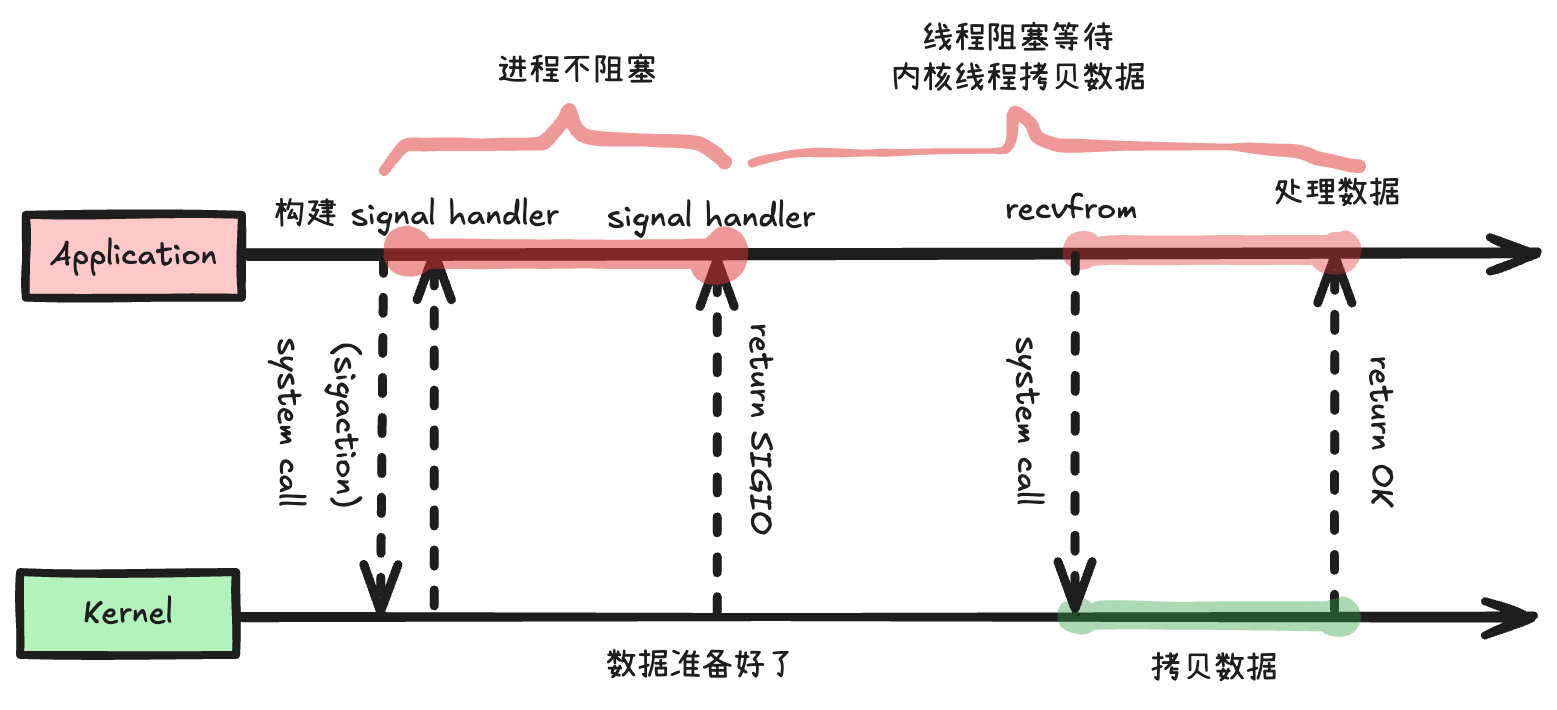 线程阻塞等待
内核线程拷贝数据
进程不阻塞
构建 signal handler
signal handler
recvfrom
处理数据
Application
system call
(sigaction)
return SIGIO
system call
return OK
Kernel
数据准备好了
拷贝数据